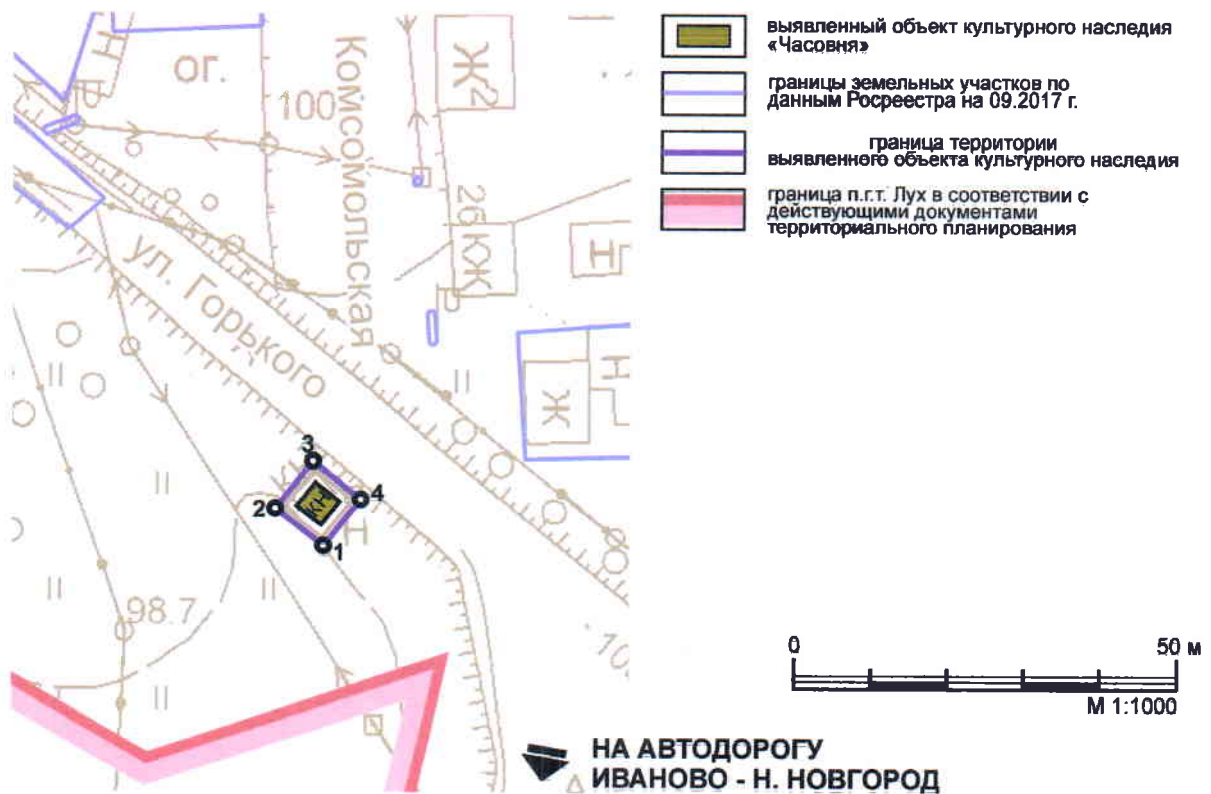 выявленный объект культурного наследия
«Часовня»
границы земельных участков по
данным Росреестра на 09.2017 г.
граница территории
выявленного объекта культурного наследия
граница п.г.т. Лух в соответствии с
действующими документами
территориального планирования
ог.
100
Комсомольская
Ж2
Н
26КЖ
Н
ул. Горького
Ж
Н
3
2
4
1
КН
Н
98.7
0
50 м
М 1:1000
НА АВТОДОРОГУ
ИВАНОВО - Н. НОВГОРОД